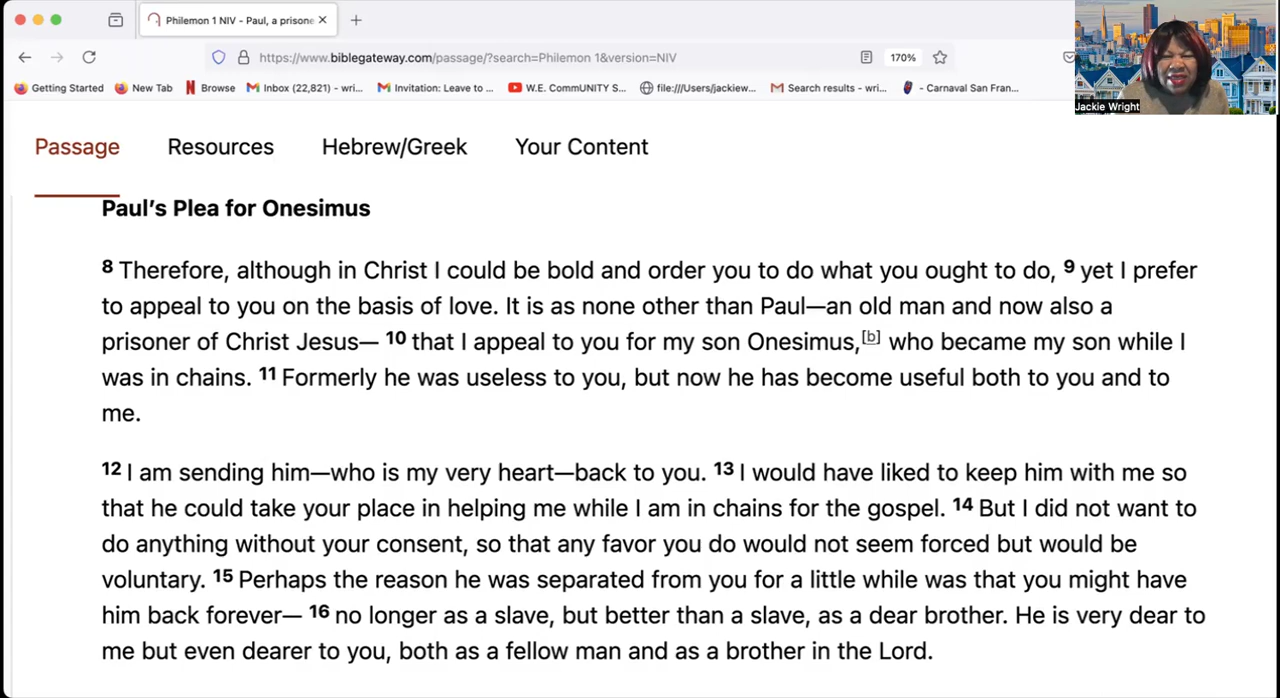 Philemon 1 NIV - Paul, a prisone
https://www.biblegateway.com/passage/?search=Philemon 1&version=NIV
170%
Getting Started New Tab Browse Inbox (22,821) - wri... Invitation: Leave to ... W.E. CommUNITY S... file:///Users/jackiew... Search results - wri... - Carnaval San Fran...
Jackie Wright
Passage Resources Hebrew/Greek Your Content
Paul’s Plea for Onesimus
8 Therefore, although in Christ I could be bold and order you to do what you ought to do, 9 yet I prefer
to appeal to you on the basis of love. It is as none other than Paul—an old man and now also a
prisoner of Christ Jesus— 10 that I appeal to you for my son Onesimus,[b] who became my son while I
was in chains. 11 Formerly he was useless to you, but now he has become useful both to you and to
me.
12 I am sending him—who is my very heart—back to you. 13 I would have liked to keep him with me so
that he could take your place in helping me while I am in chains for the gospel. 14 But I did not want to
do anything without your consent, so that any favor you do would not seem forced but would be
voluntary. 15 Perhaps the reason he was separated from you for a little while was that you might have
him back forever— 16 no longer as a slave, but better than a slave, as a dear brother. He is very dear to
me but even dearer to you, both as a fellow man and as a brother in the Lord.